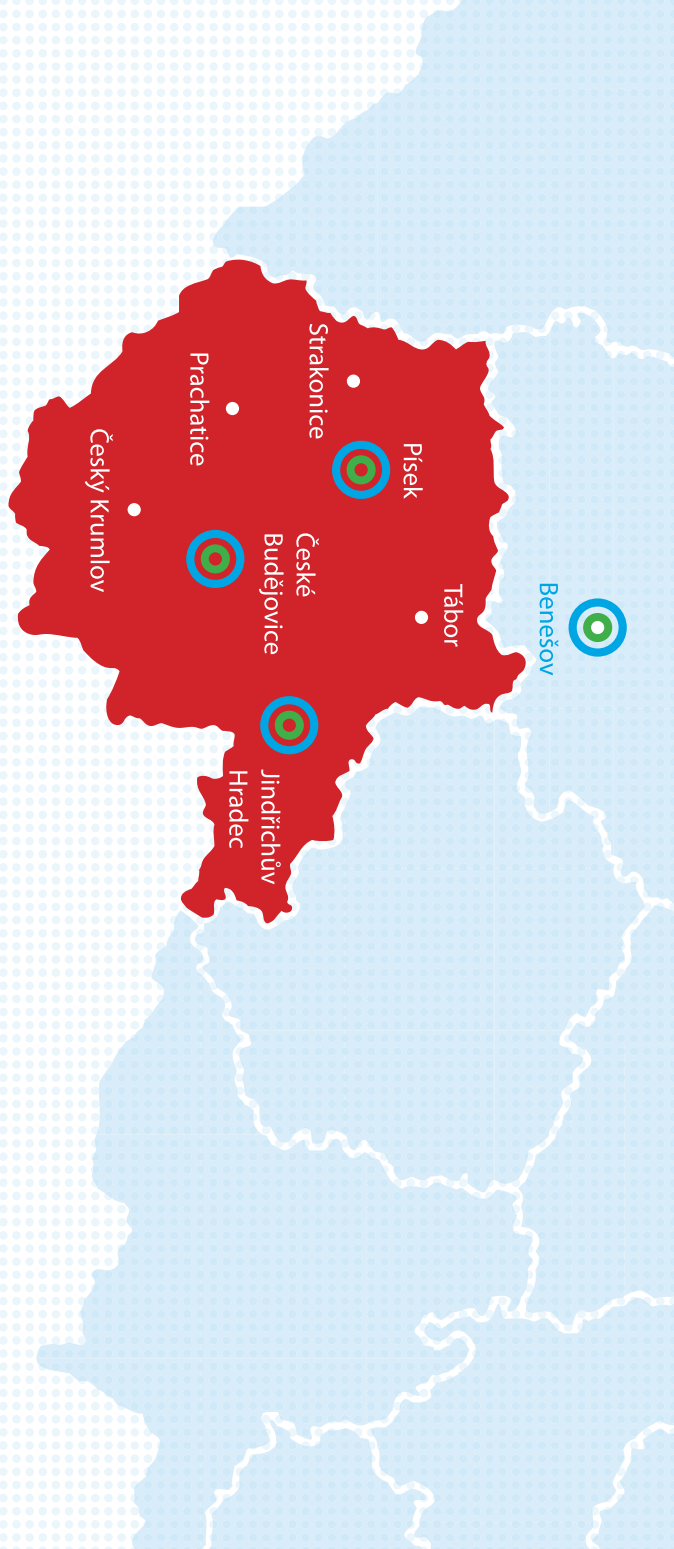 Benešov
Tábor
Písek
Strakonice
České
Budějovice
Jindřichův
Hradec
Prachatice
Český Krumlov